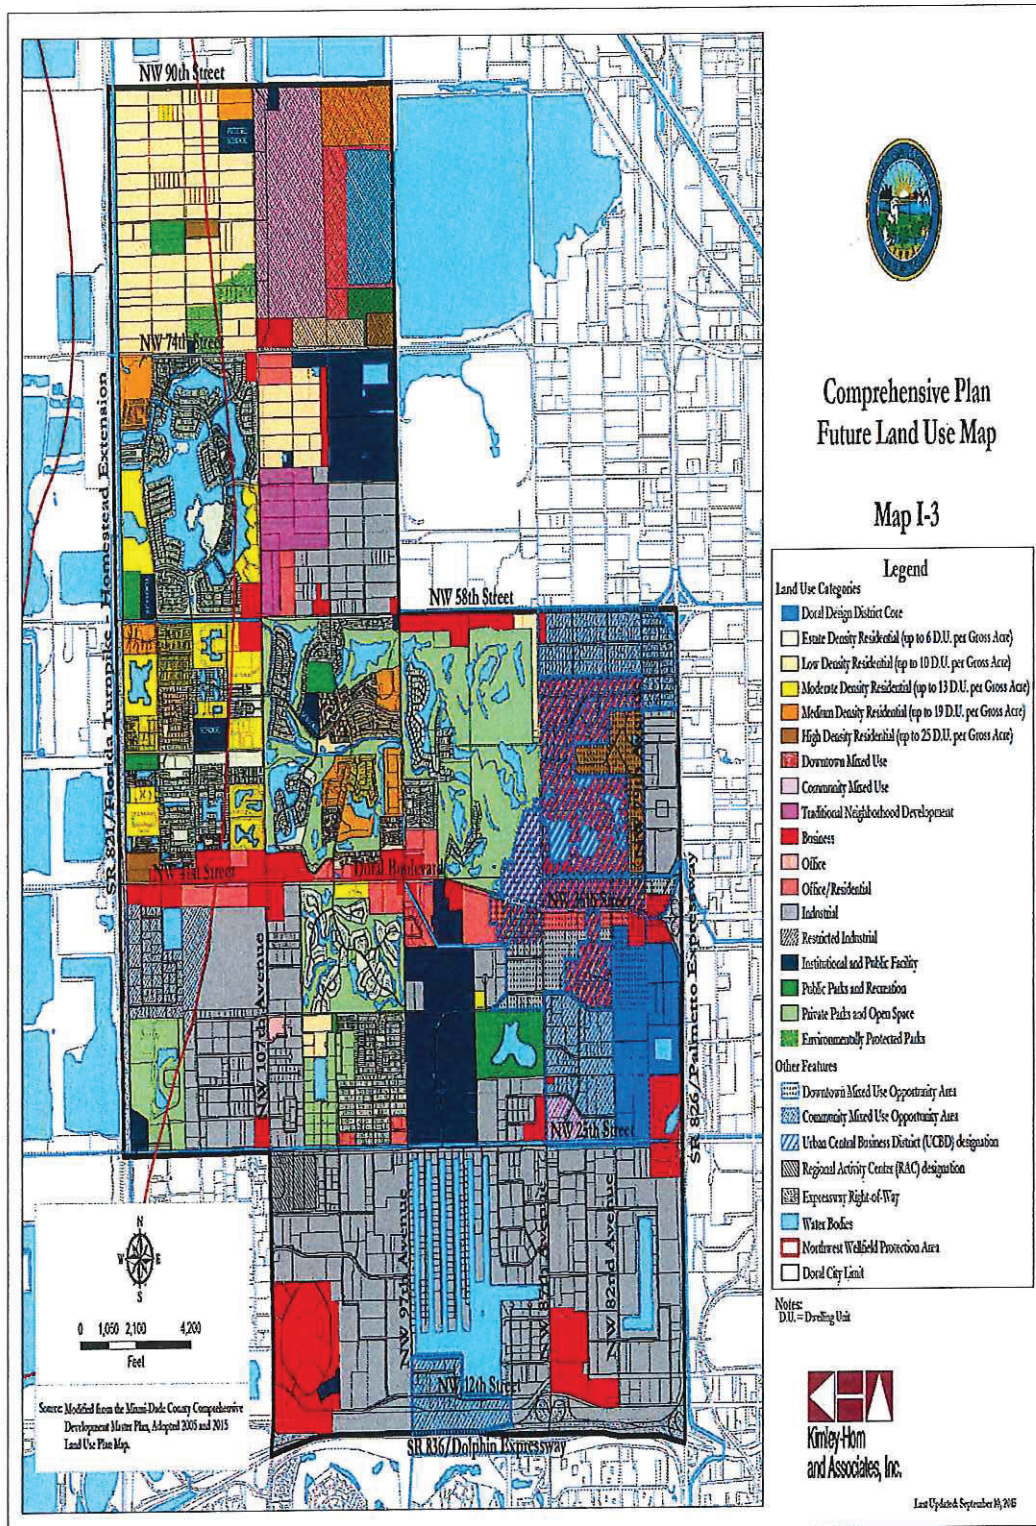 NW 90th Street
NW 74th Street
SR 821/Florida Turnpike Homestead Extension
NW 58th Street
NW 41st Street
Doral Boulevard
NW 36th Street
NW 79th Avenue
NW 107th Avenue
SR 826/Palmetto Expressway
NW 25th Street
NW 97th Avenue
NW 87th Avenue
NW 82nd Avenue
NW 12th Street
SR 836/Dolphin Expressway
SCHOOL
N
W
E
S
0 1,050 2,100 4,200
Feet
Source: Modified from the Miami-Dade County Comprehensive
Development Master Plan, Adopted 2005 and 2015
Land Use Plan Map.
Comprehensive Plan
Future Land Use Map
Map I-3
Legend
Land Use Categories
Doral Design District Core
Estate Density Residential (up to 6 D.U. per Gross Acre)
Low Density Residential (up to 10 D.U. per Gross Acre)
Moderate Density Residential (up to 13 D.U. per Gross Acre)
Medium Density Residential (up to 19 D.U. per Gross Acre)
High Density Residential (up to 25 D.U. per Gross Acre)
Downtown Mixed Use
Community Mixed Use
Traditional Neighborhood Development
Business
Office
Office/Residential
Industrial
Restricted Industrial
Institutional and Public Facility
Public Parks and Recreation
Private Parks and Open Space
Environmentally Protected Parks
Other Features
Downtown Mixed Use Opportunity Area
Community Mixed Use Opportunity Area
Urban Central Business District (UCBD) designation
Regional Activity Center (RAC) designation
Expressway Right-of-Way
Water Bodies
Northwest Wellfield Protection Area
Doral City Limit
Notes:
D.U. = Dwelling Unit
Kimley-Horn
and Associates, Inc.